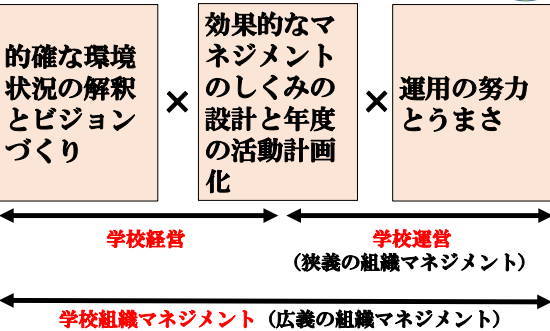 的確な環境
状況の解釈
とビジョン
づくり
×
効果的なマ
ネジメント
のしくみの
設計と年度
の活動計画
化
×
運用の努力
とうまさ
学校経営
学校運営
（狭義の組織マネジメント）
学校組織マネジメント（広義の組織マネジメント）